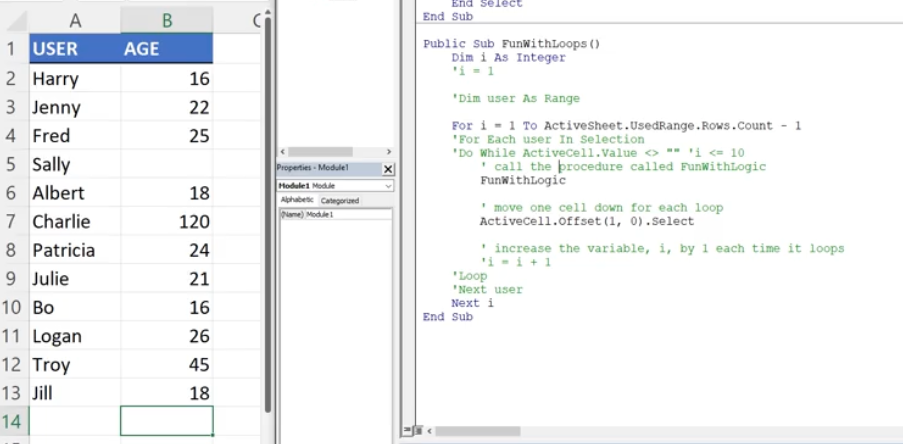 A B C
1 USER AGE
2 Harry 16
3 Jenny 22
4 Fred 25
5 Sally
6 Albert 18
7 Charlie 120
8 Patricia 24
9 Julie 21
10 Bo 16
11 Logan 26
12 Troy 45
13 Jill 18
14
Properties - Module1
Module1 Module
Alphabetic Categorized
(Name) Module1
End Select
End Sub
Public Sub FunWithLoops()
Dim i As Integer
'i = 1
'Dim user As Range
For i = 1 To ActiveSheet.UsedRange.Rows.Count - 1
'For Each user In Selection
'Do While ActiveCell.Value <> "" 'i <= 10
' call the procedure called FunWithLogic
FunWithLogic
' move one cell down for each loop
ActiveCell.Offset(1, 0).Select
' increase the variable, i, by 1 each time it loops
'i = i + 1
'Loop
'Next user
Next i
End Sub